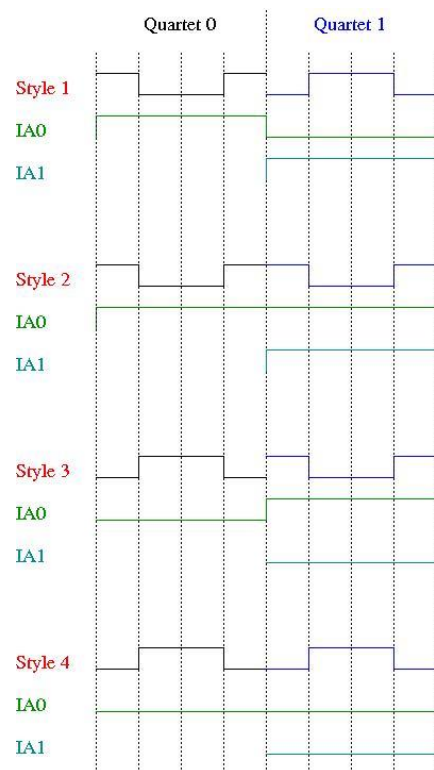 Quartet 0 Quartet 1
Style 1
IA0
IA1
Style 2
IA0
IA1
Style 3
IA0
IA1
Style 4
IA0
IA1